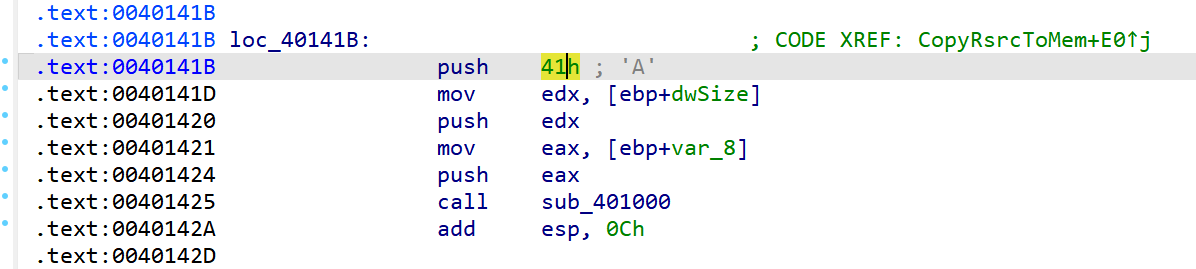 .text:0040141B
.text:0040141B loc_40141B: ; CODE XREF: CopyRsrcToMem+E0↑j
.text:0040141B push 41h ; 'A'
.text:0040141D mov edx, [ebp+dwSize]
.text:00401420 push edx
.text:00401421 mov eax, [ebp+var_8]
.text:00401424 push eax
.text:00401425 call sub_401000
.text:0040142A add esp, 0Ch
.text:0040142D